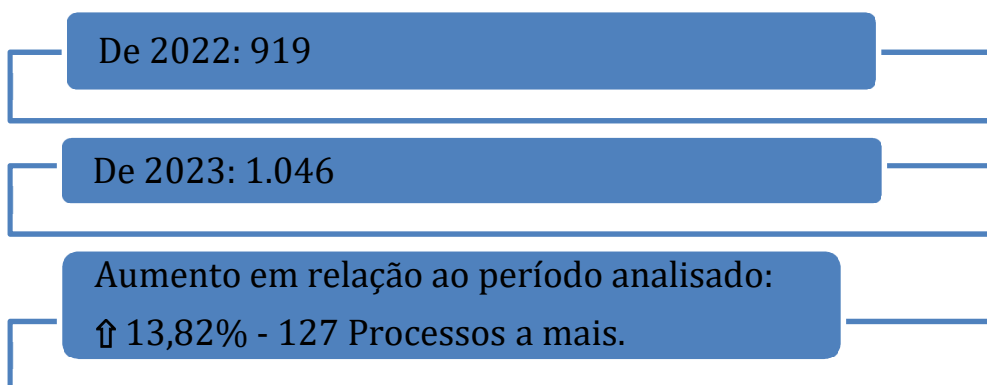 De 2022: 919
De 2023: 1.046
Aumento em relação ao período analisado:
⇧ 13,82% - 127 Processos a mais.